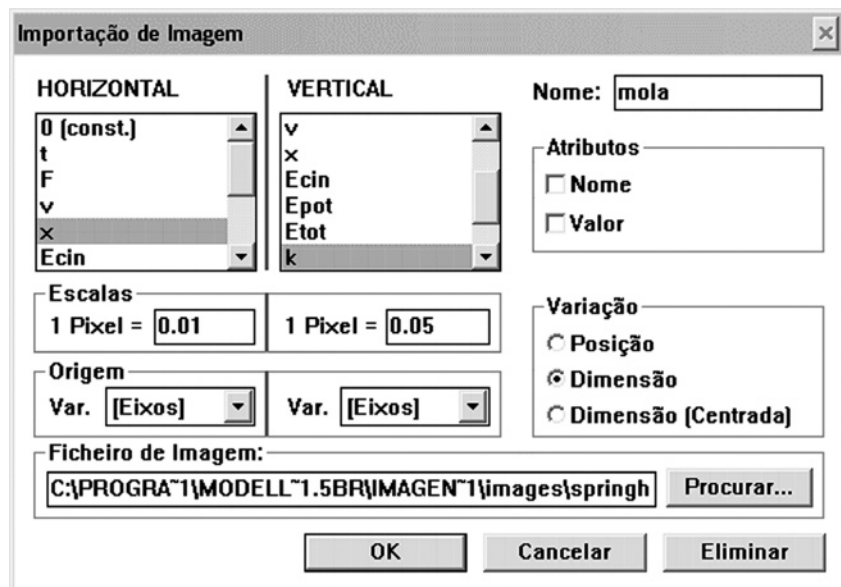 Importação de Imagem
HORIZONTAL
0 (const.)
t
F
v
x
Ecin
VERTICAL
v
x
Ecin
Epot
Etot
k
Nome: mola
Atributos
Nome
Valor
Escalas
1 Pixel = 0.01
1 Pixel = 0.05
Variação
Posição
Dimensão
Dimensão (Centrada)
Origem
Var. [Eixos]
Var. [Eixos]
Ficheiro de Imagem:
C:\PROGRA~1\MODELL~1.5BR\IMAGEN~1\images\springh
Procurar...
OK
Cancelar
Eliminar